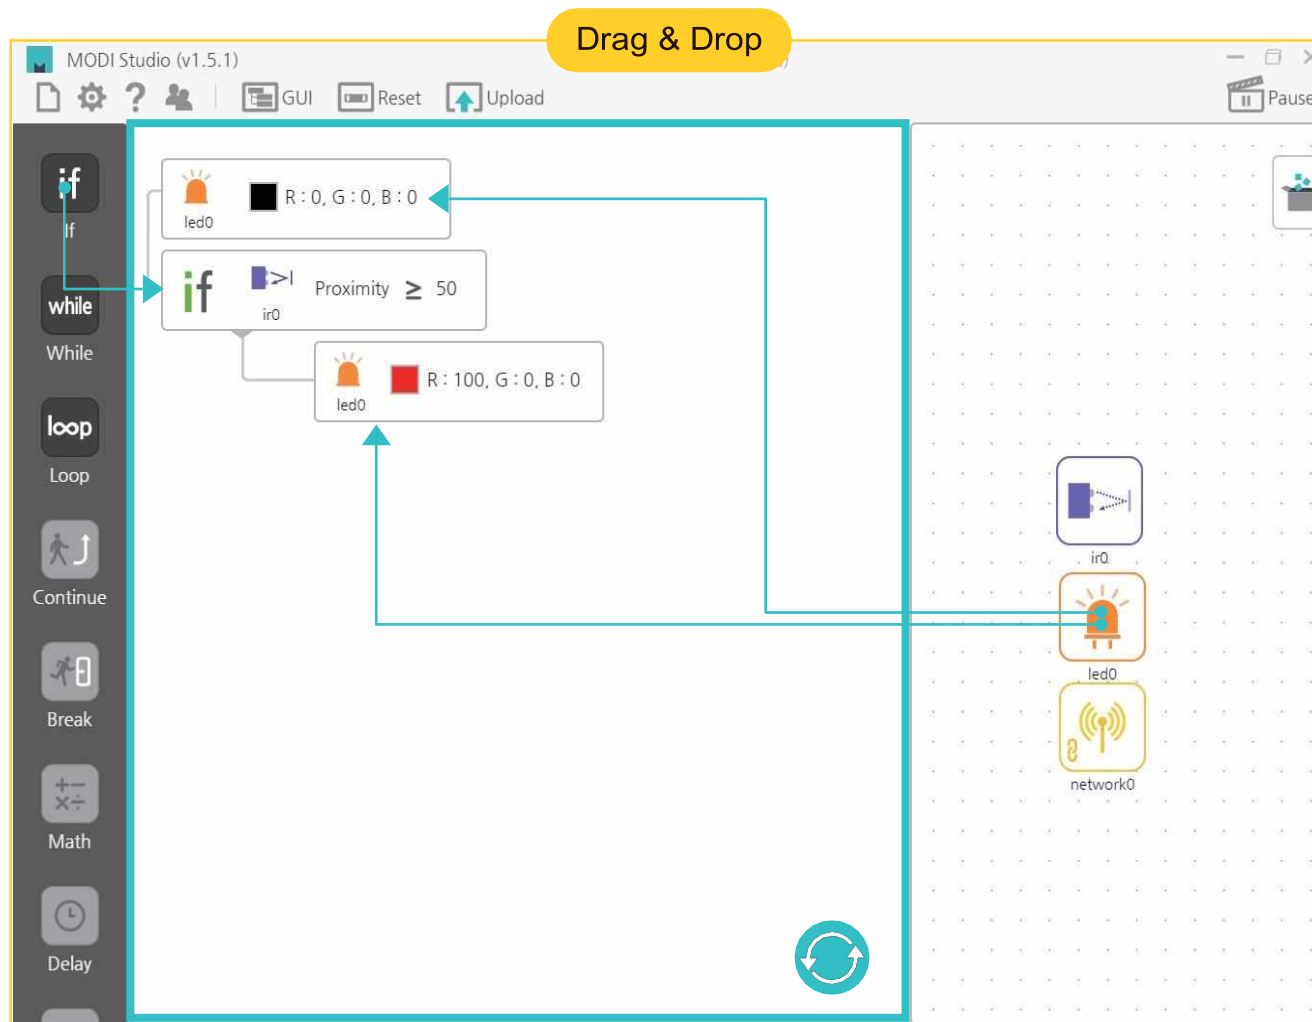 Drag & Drop
MODI Studio (v1.5.1)
GUI Reset Upload Pause
if
If
while
While
loop
Loop
Continue
Break
Math
Delay
led0
R : 0, G : 0, B : 0
if
ir0
Proximity ≥ 50
led0
R : 100, G : 0, B : 0
ir0
led0
network0